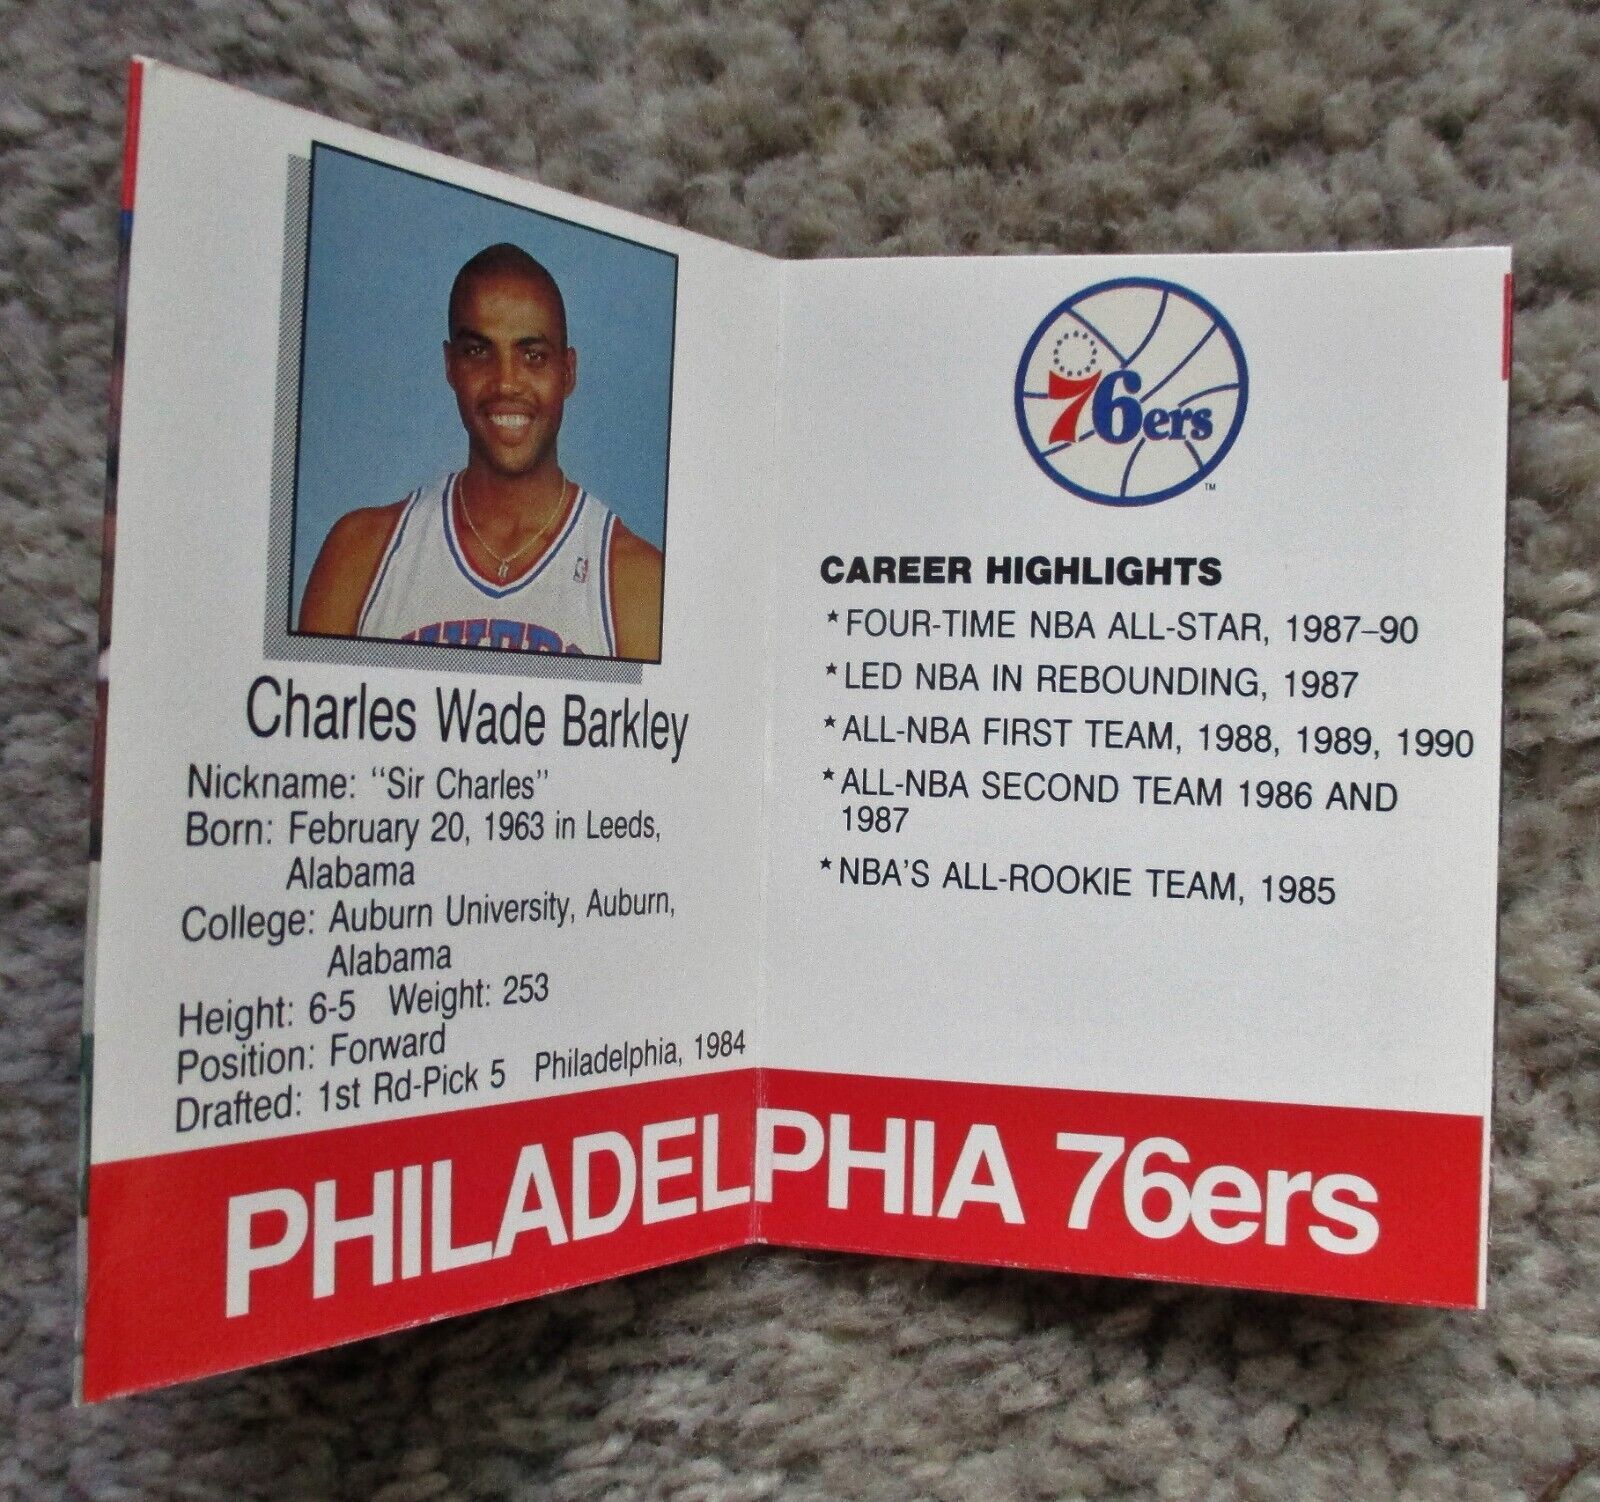 Charles Wade Barkley
Nickname: "Sir Charles"
Born: February 20, 1963 in Leeds,
Alabama
College: Auburn University, Auburn,
Alabama
Height: 6-5 Weight: 253
Position: Forward
Drafted: 1st Rd-Pick 5 Philadelphia, 1984
76ers
TM
CAREER HIGHLIGHTS
★FOUR-TIME NBA ALL-STAR, 1987–90
★LED NBA IN REBOUNDING, 1987
★ALL-NBA FIRST TEAM, 1988, 1989, 1990
★ALL-NBA SECOND TEAM 1986 AND
1987
★NBA'S ALL-ROOKIE TEAM, 1985
PHILADELPHIA 76ers